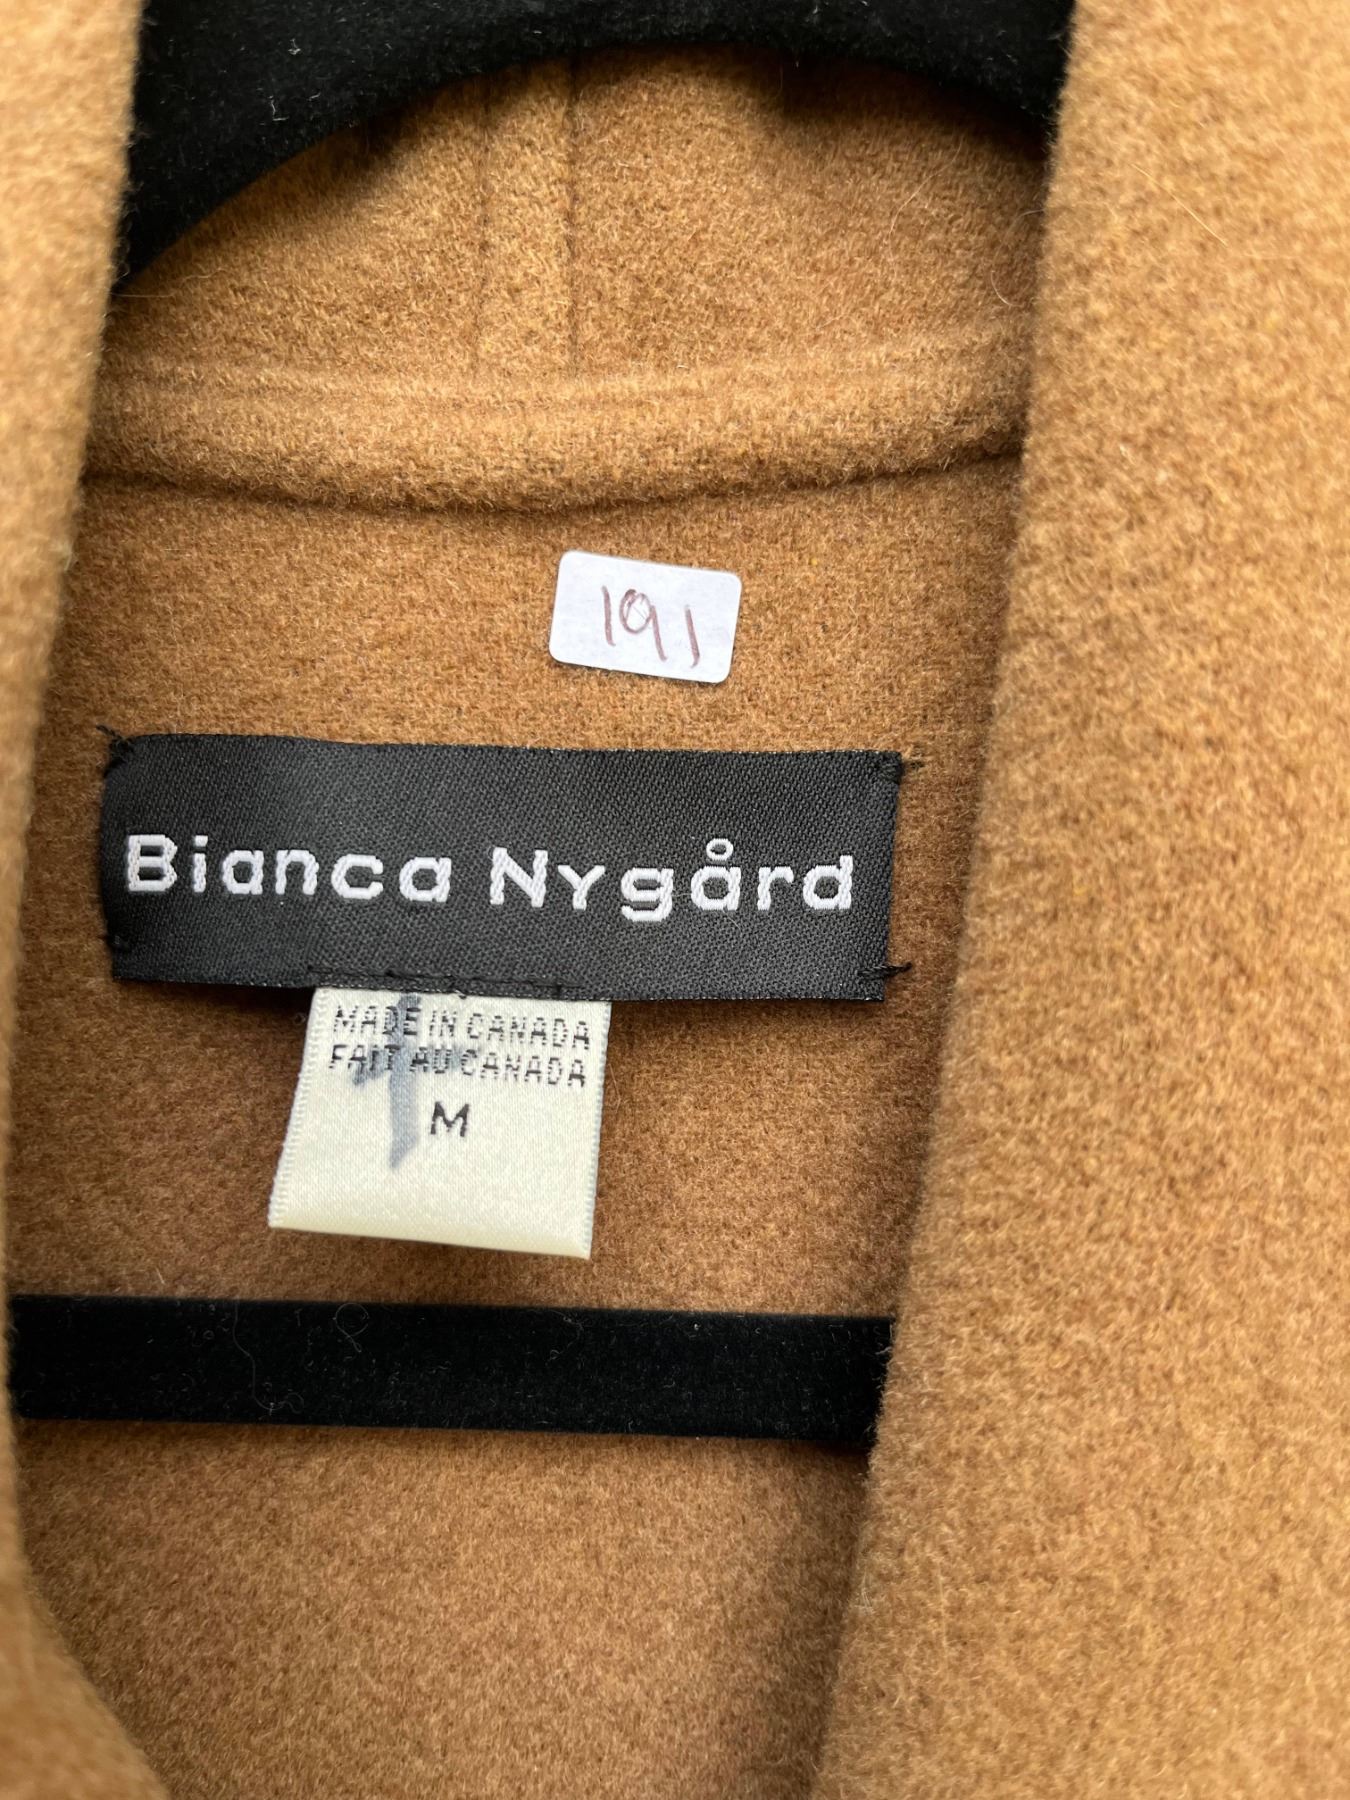 191
Bianca Nygård
MADE IN CANADA
FAIT AU CANADA
M